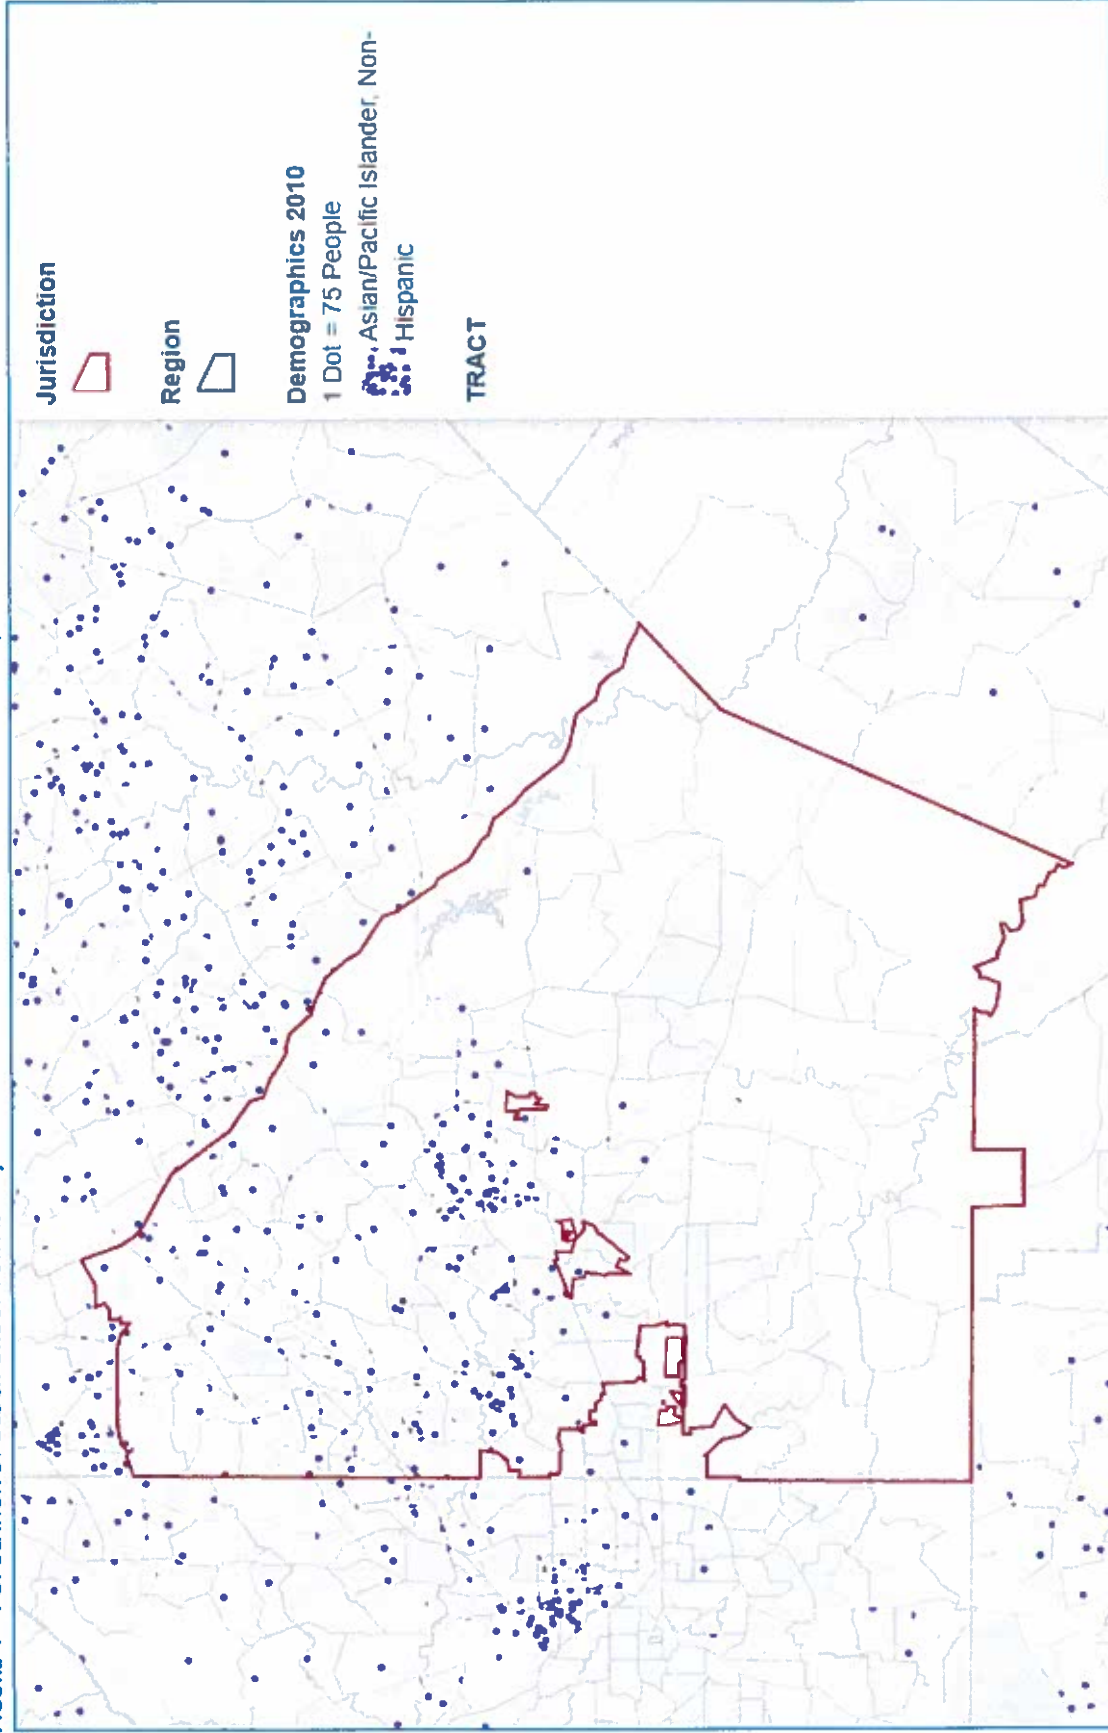 Jurisdiction
Region
Demographics 2010
1 Dot = 75 People
Asian/Pacific Islander, Non-
Hispanic
TRACT